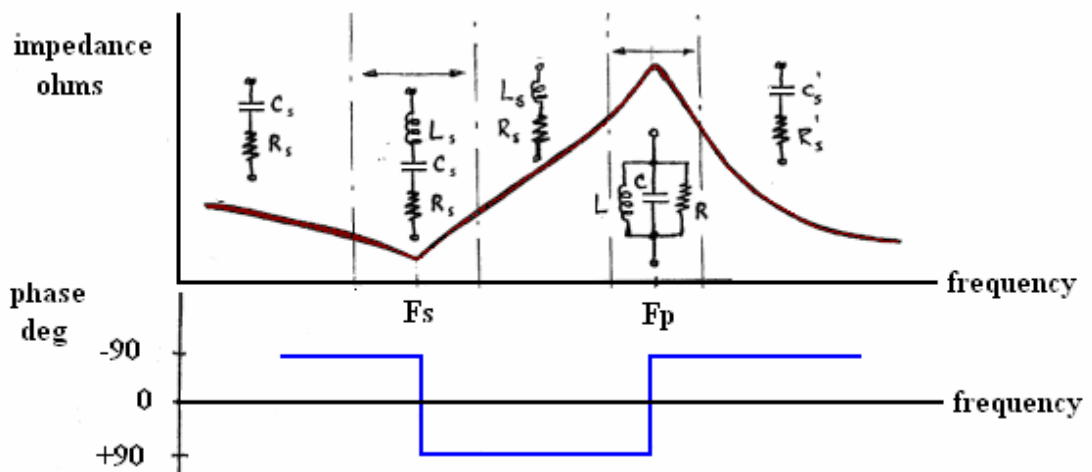 impedance
ohms
Cs
Rs
Ls
Cs
Rs
Ls
Rs
L
C
R
Cs'
Rs'
frequency
Fs
Fp
phase
deg
-90
0
+90
frequency